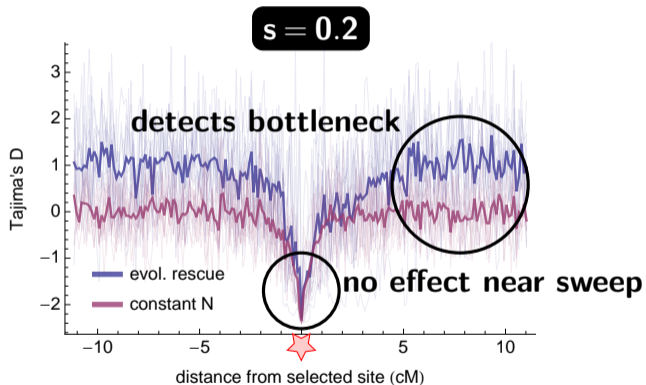 s = 0.2
detects bottleneck
Tajima's D
3
2
1
0
−1
−2
evol. rescue
constant N
no effect near sweep
−10
−5
5
10
distance from selected site (cM)